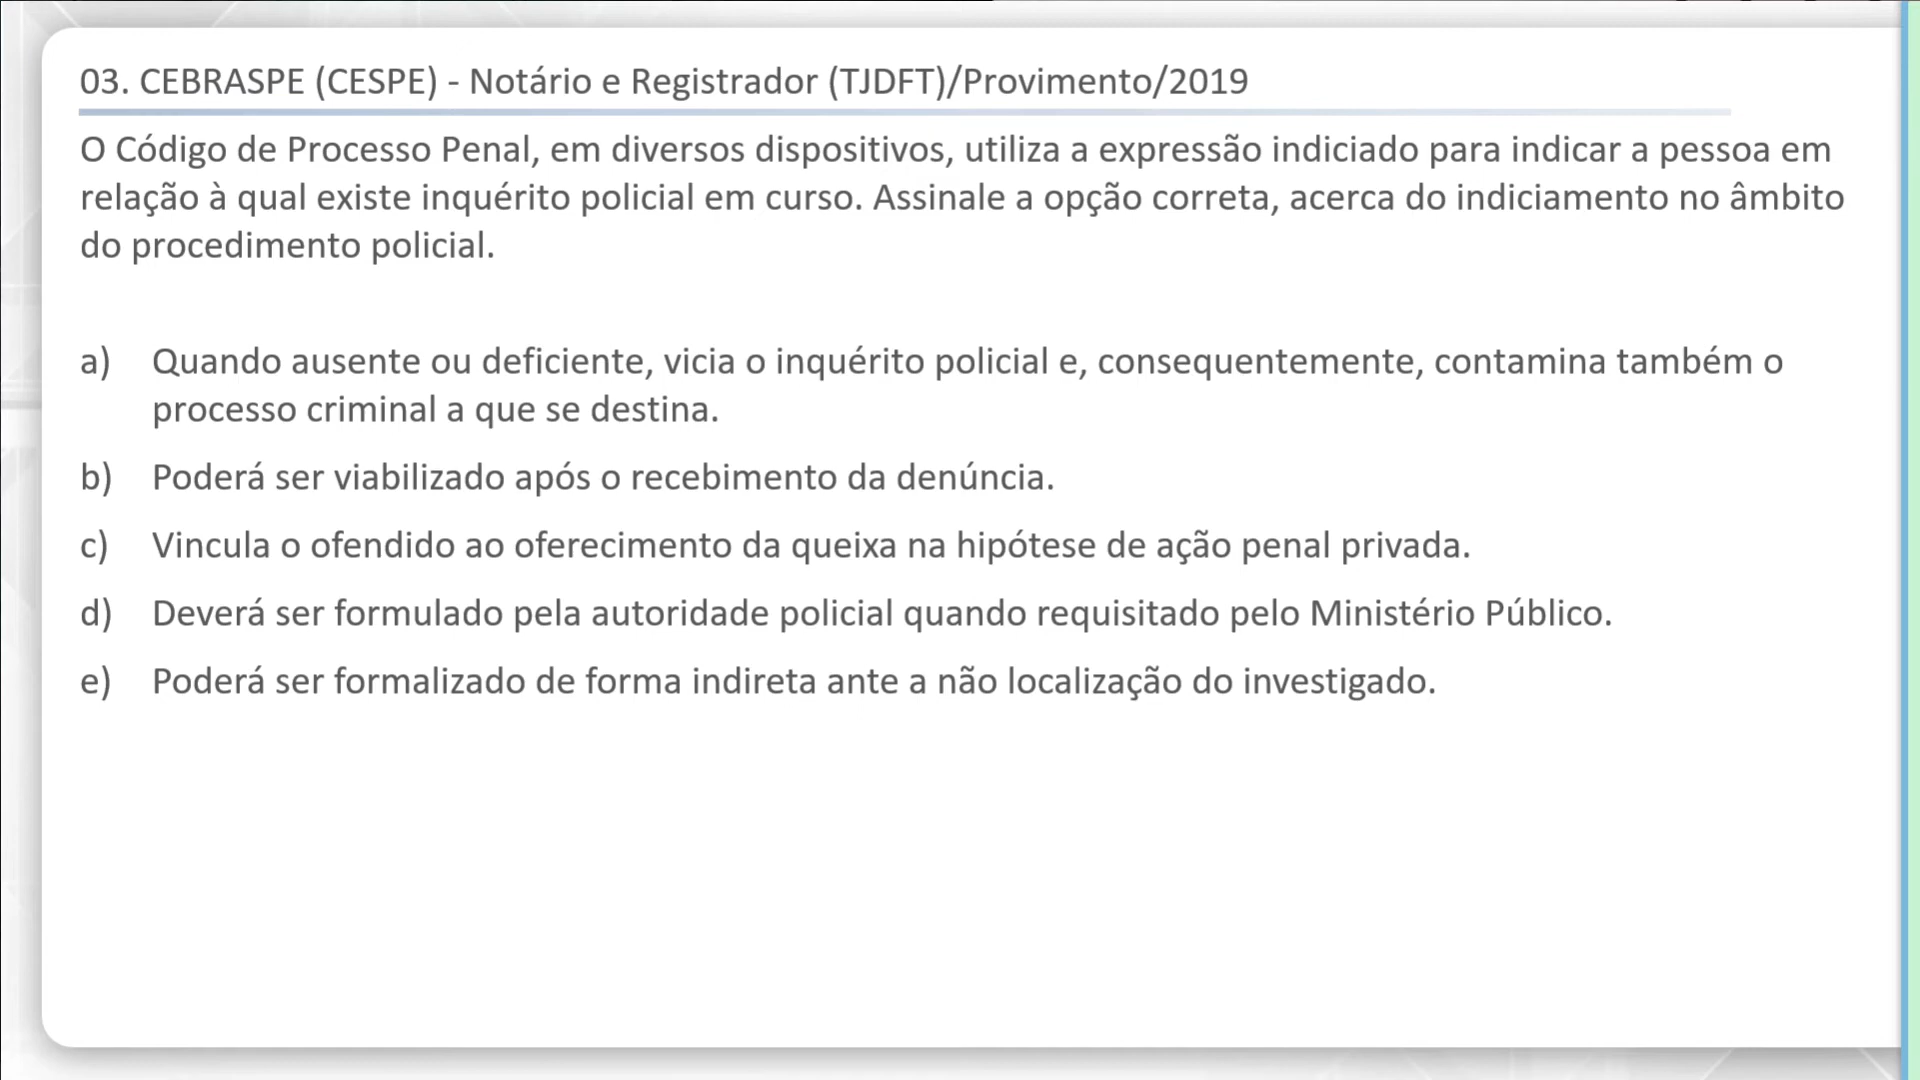 03. CEBRASPE (CESPE) - Notário e Registrador (TJDFT)/Provimento/2019
O Código de Processo Penal, em diversos dispositivos, utiliza a expressão indiciado para indicar a pessoa em
relação à qual existe inquérito policial em curso. Assinale a opção correta, acerca do indiciamento no âmbito
do procedimento policial.
a) Quando ausente ou deficiente, vicia o inquérito policial e, consequentemente, contamina também o
processo criminal a que se destina.
b) Poderá ser viabilizado após o recebimento da denúncia.
c) Vincula o ofendido ao oferecimento da queixa na hipótese de ação penal privada.
d) Deverá ser formulado pela autoridade policial quando requisitado pelo Ministério Público.
e) Poderá ser formalizado de forma indireta ante a não localização do investigado.